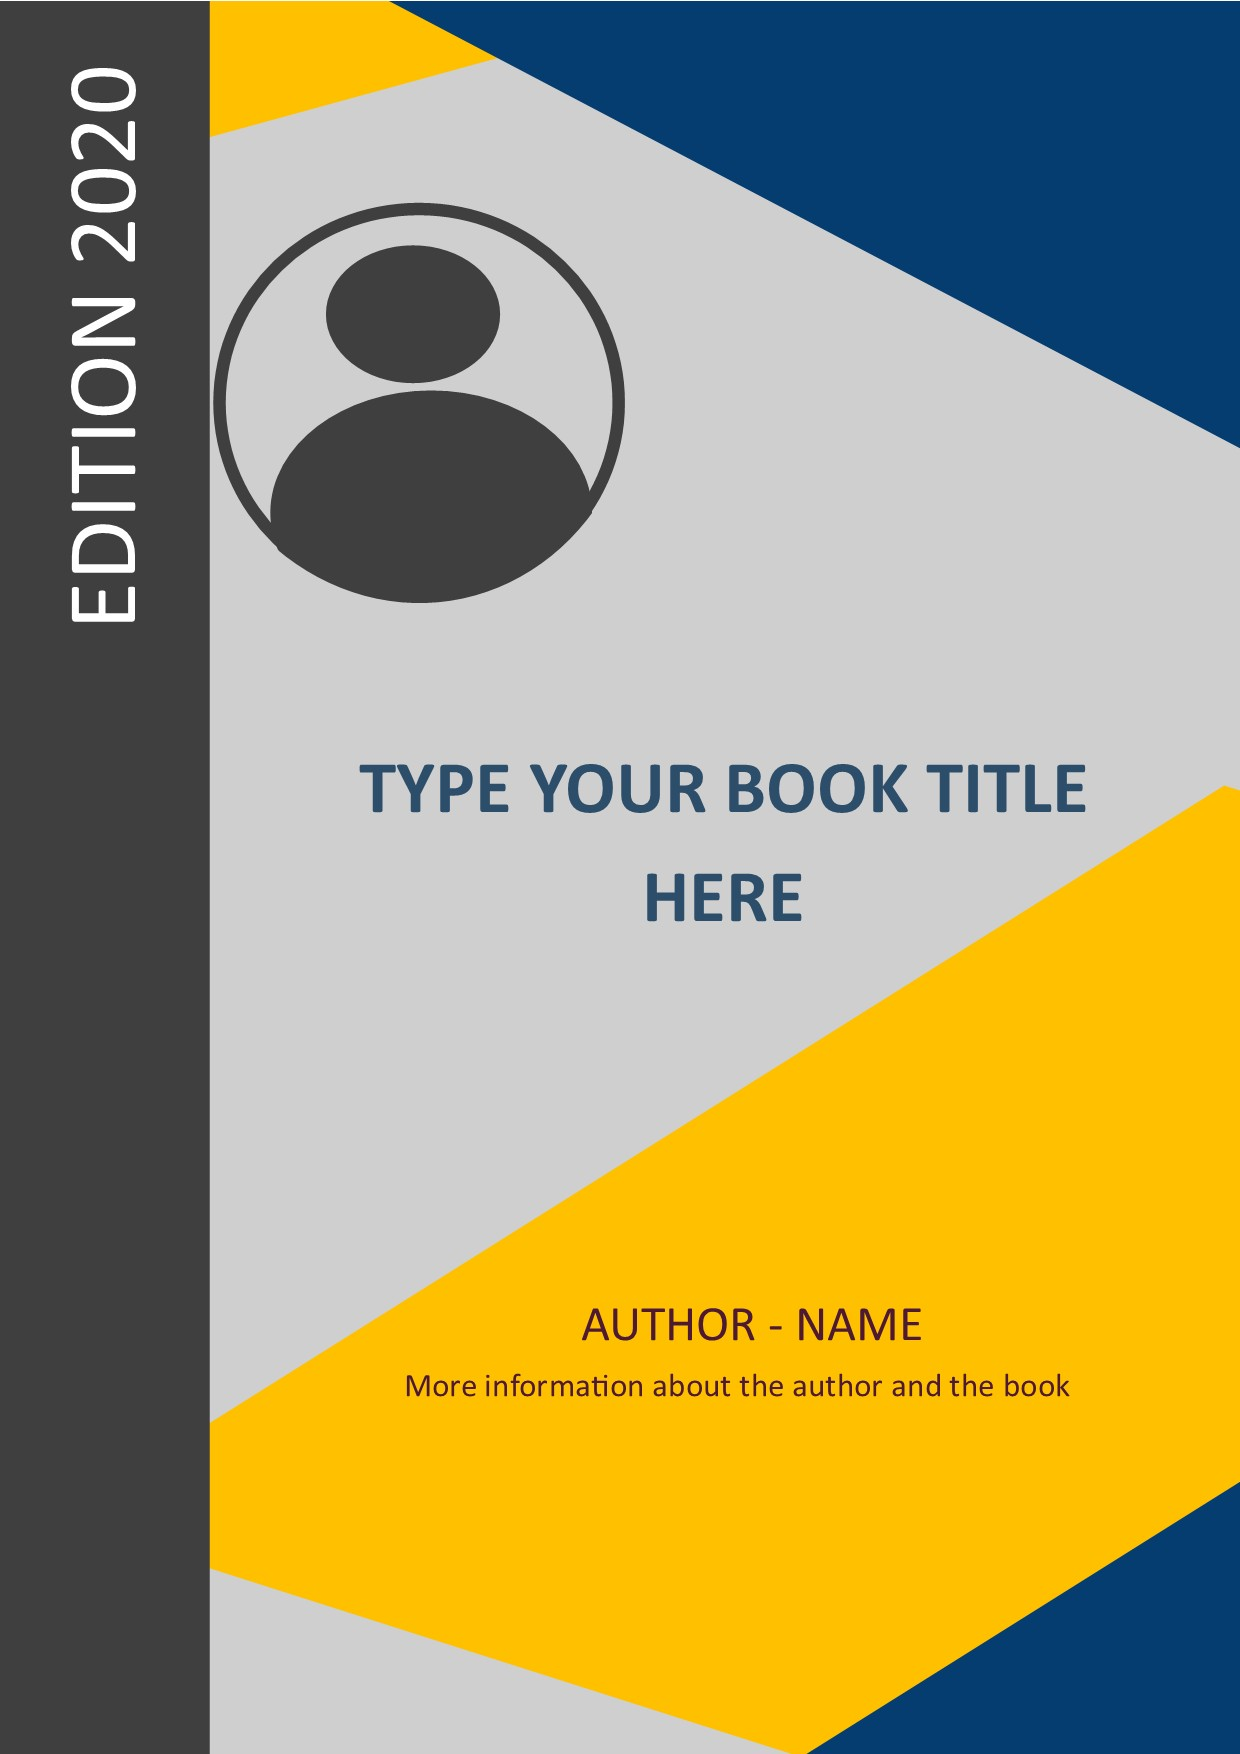 EDITION 2020
TYPE YOUR BOOK TITLE
HERE
AUTHOR - NAME
More information about the author and the book